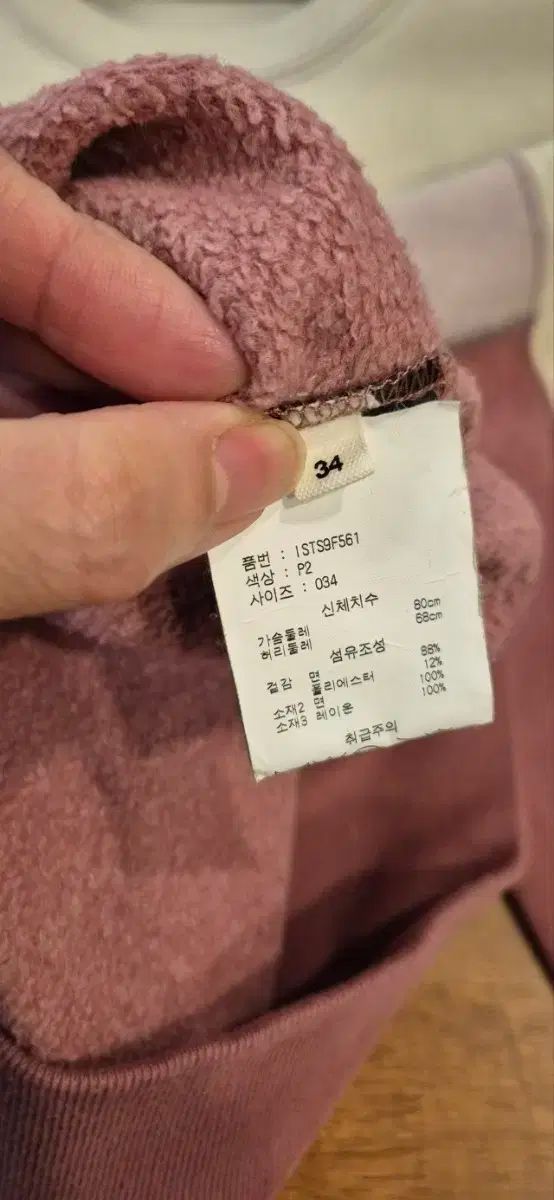 34
품번 : ISTS9F561
색상 : P2
사이즈 : 034
신체치수
가슴둘레 80cm
허리둘레 68cm
섬유조성
겉감 면 88%
폴리에스터 12%
소재2 면 100%
소재3 레이온 100%
취급주의